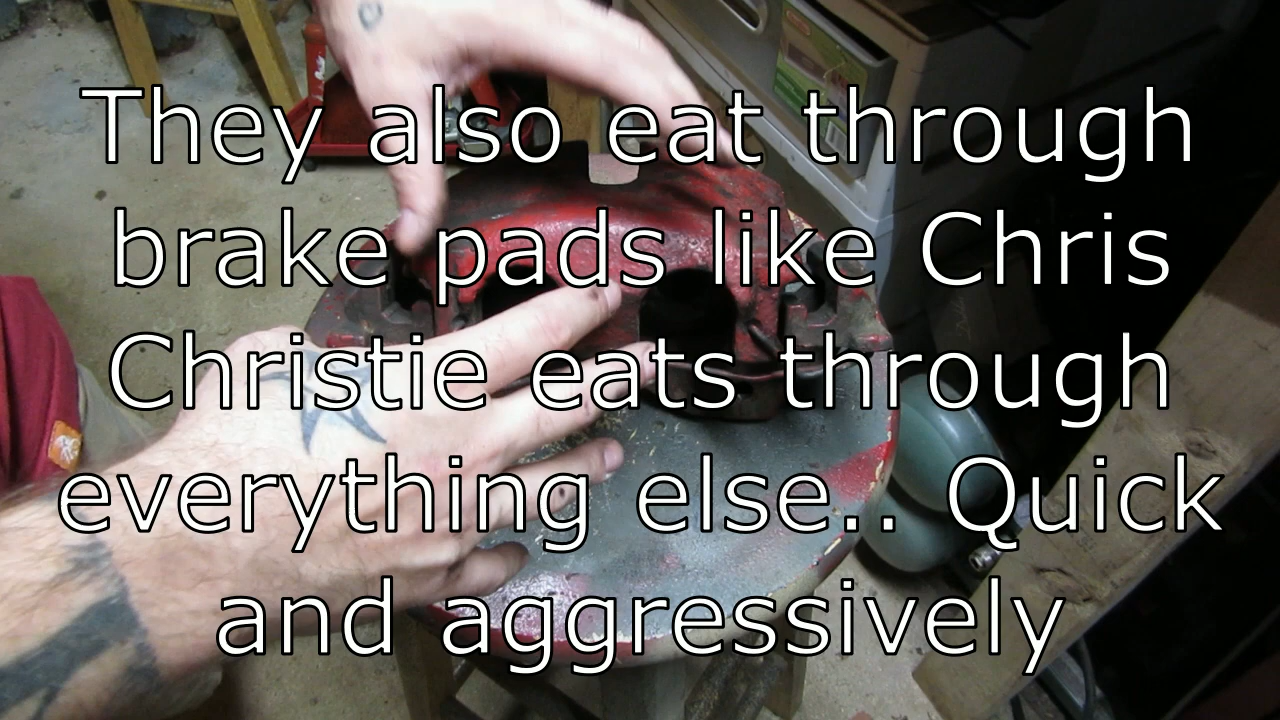 They also eat through
brake pads like Chris
Christie eats through
everything else.. Quick
and aggressively